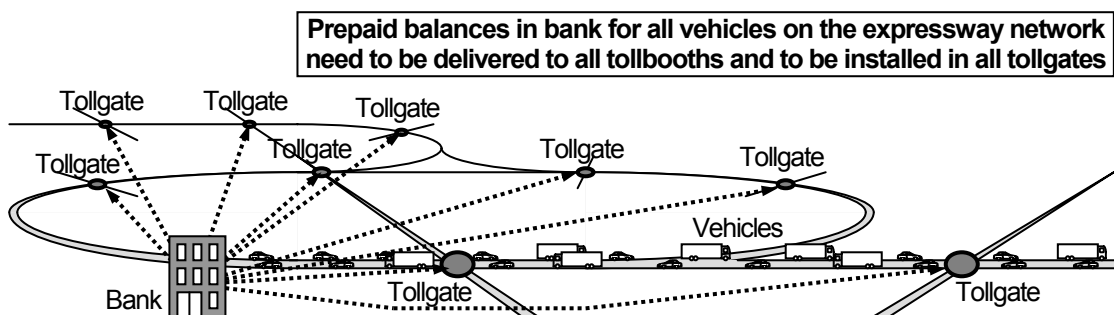 Prepaid balances in bank for all vehicles on the expressway network
need to be delivered to all tollbooths and to be installed in all tollgates
Tollgate
Tollgate
Tollgate
Tollgate
Tollgate
Tollgate
Tollgate
Vehicles
Bank
Tollgate
Tollgate